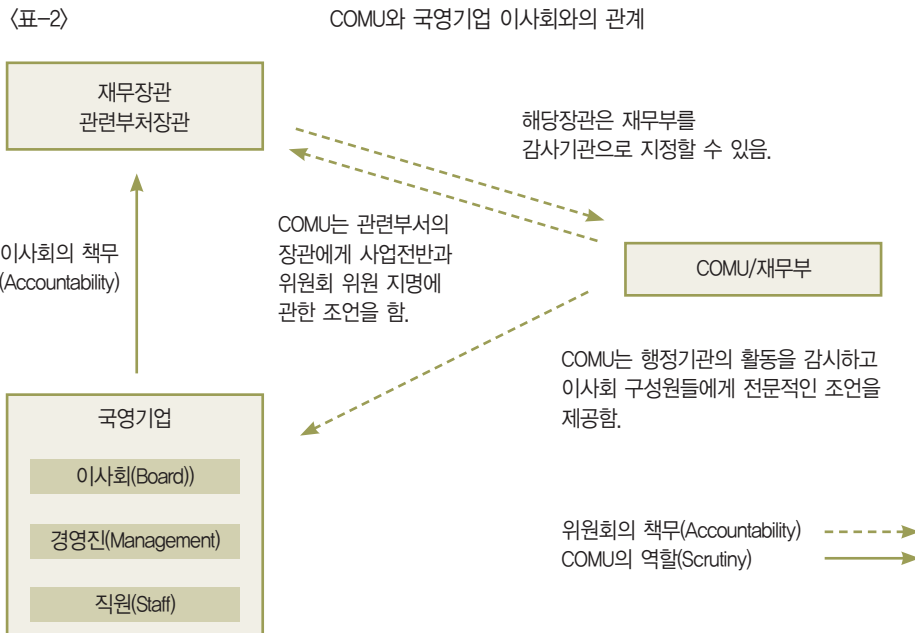 〈표-2〉
COMU와 국영기업 이사회와의 관계
재무장관
관련부처장관
해당장관은 재무부를
감사기관으로 지정할 수 있음.
이사회의 책무
(Accountability)
COMU는 관련부서의
장관에게 사업전반과
위원회 위원 지명에
관한 조언을 함.
COMU/재무부
COMU는 행정기관의 활동을 감시하고
이사회 구성원들에게 전문적인 조언을
제공함.
국영기업
이사회(Board))
경영진(Management)
직원(Staff)
위원회의 책무(Accountability)
COMU의 역할(Scrutiny)